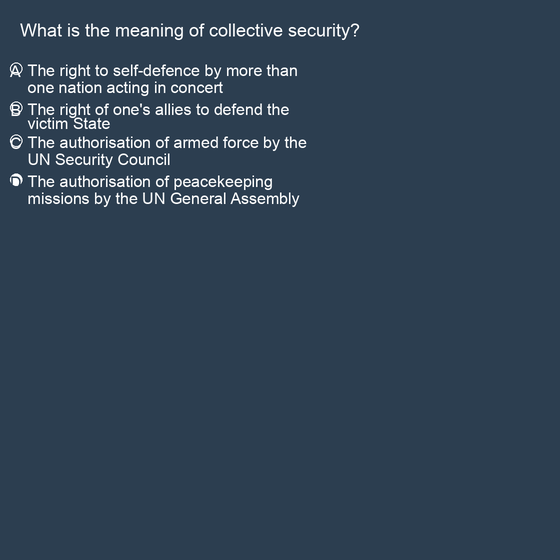 What is the meaning of collective security?
A The right to self-defence by more than
one nation acting in concert
B The right of one's allies to defend the
victim State
C The authorisation of armed force by the
UN Security Council
D The authorisation of peacekeeping
missions by the UN General Assembly